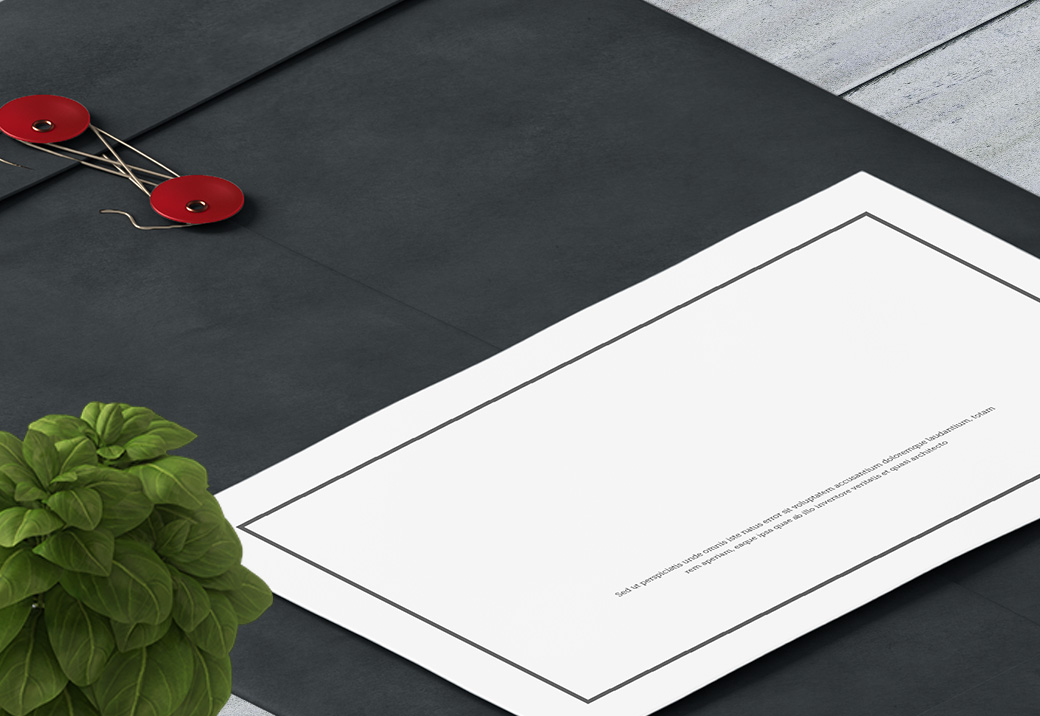 Sed ut perspiciatis unde omnis iste natus error sit voluptatem accusantium doloremque laudantium, totam
rem aperiam, eaque ipsa quae ab illo inventore veritatis et quasi architecto